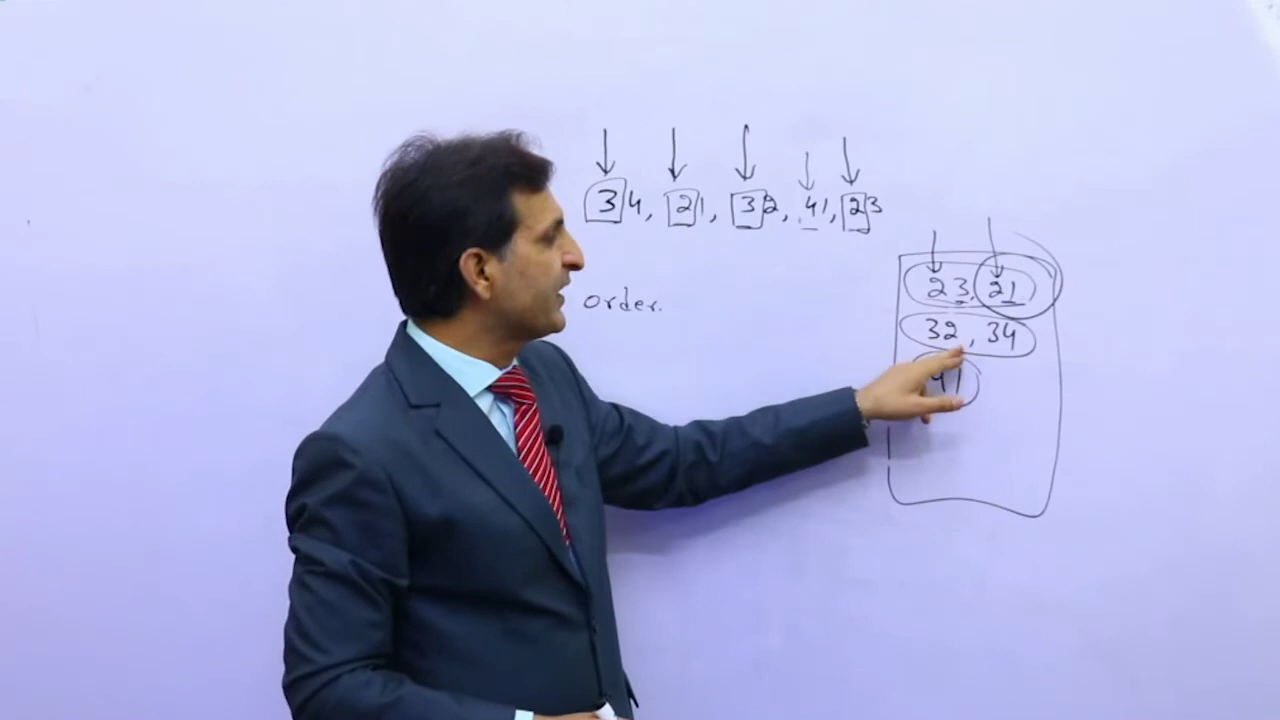 34, 21, 32, 41, 23
order.
23, 21
32, 34
41